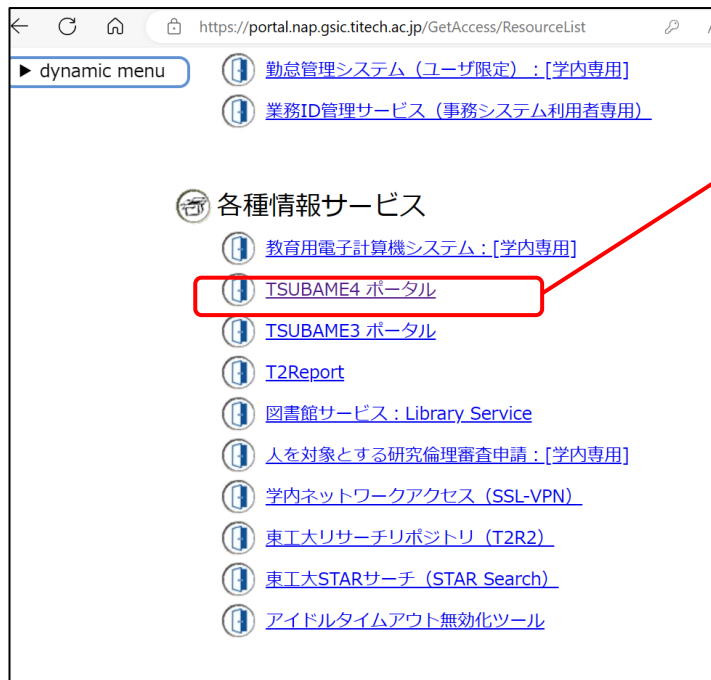 https://portal.nap.gsic.titech.ac.jp/GetAccess/ResourceList
▶ dynamic menu
勤怠管理システム（ユーザ限定）：[学内専用]
業務ID管理サービス（事務システム利用者専用）
各種情報サービス
教育用電子計算機システム：[学内専用]
TSUBAME4 ポータル
TSUBAME3 ポータル
T2Report
図書館サービス：Library Service
人を対象とする研究倫理審査申請：[学内専用]
学内ネットワークアクセス（SSL-VPN）
東工大リサーチリポジトリ（T2R2）
東工大STARサーチ（STAR Search）
アイドルタイムアウト無効化ツール